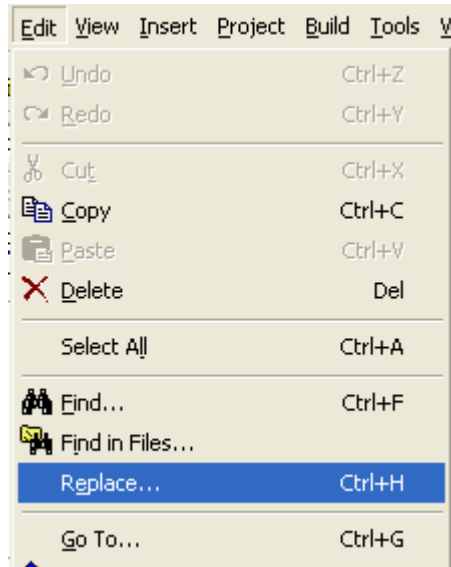 Edit View Insert Project Build Tools
Undo Ctrl+Z
Redo Ctrl+Y
Cut Ctrl+X
Copy Ctrl+C
Paste Ctrl+V
Delete Del
Select All Ctrl+A
Find... Ctrl+F
Find in Files...
Replace... Ctrl+H
Go To... Ctrl+G